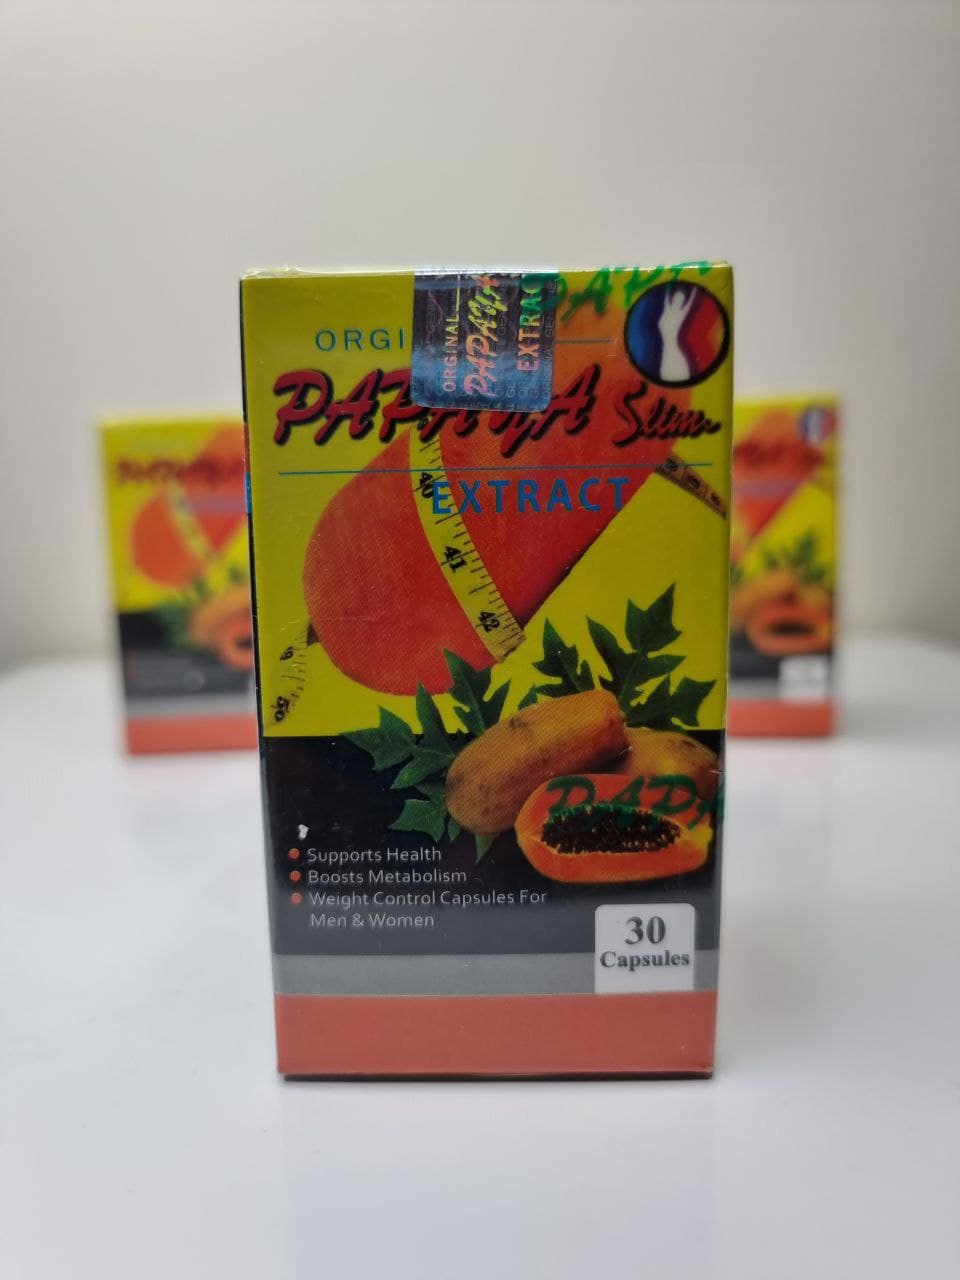 ORGI
ORGINAL
PAPAYA
EXTRAC
PAPAYA Slim
EXTRACT
40
41
42
50
PAPA
Supports Health
Boosts Metabolism
Weight Control Capsules For
Men & Women
30
Capsules